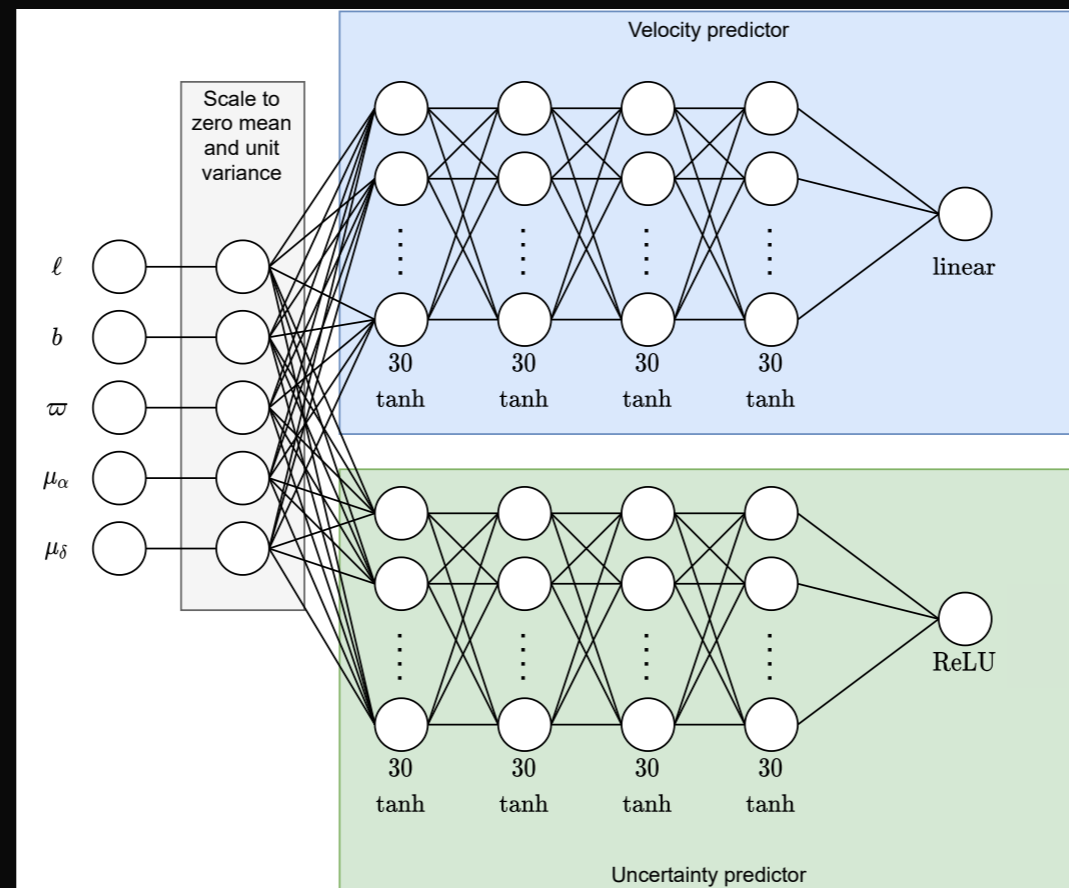 Velocity predictor
Scale to
zero mean
and unit
variance
ℓ
b
ϖ
μα
μδ
linear
30 30 30 30
tanh tanh tanh tanh
ReLU
30 30 30 30
tanh tanh tanh tanh
Uncertainty predictor